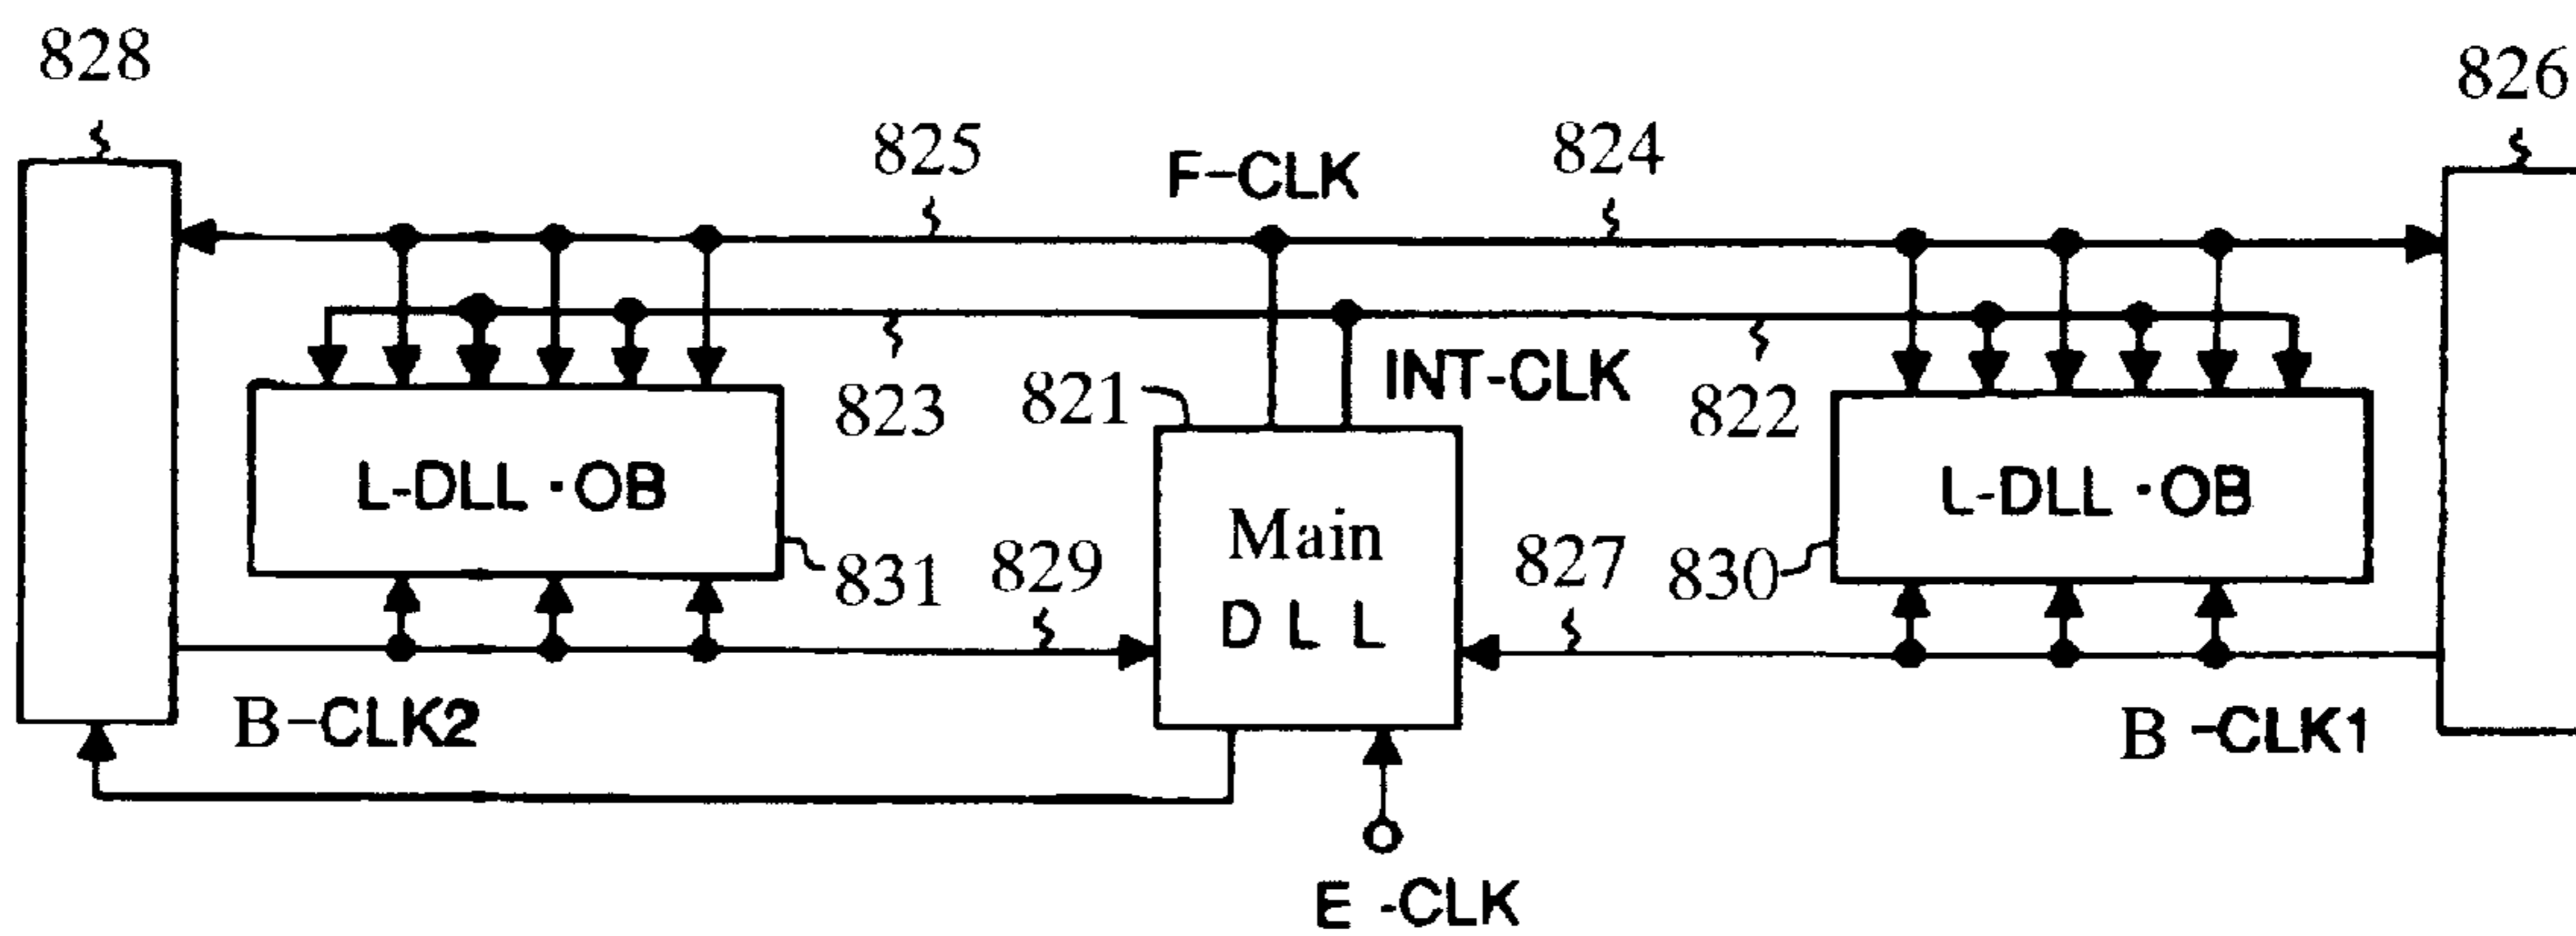 828
826
825
F-CLK
824
INT-CLK
823
821
822
L-DLL · OB
L-DLL · OB
Main
DLL
831
829
827
830
B-CLK2
B -CLK1
E -CLK